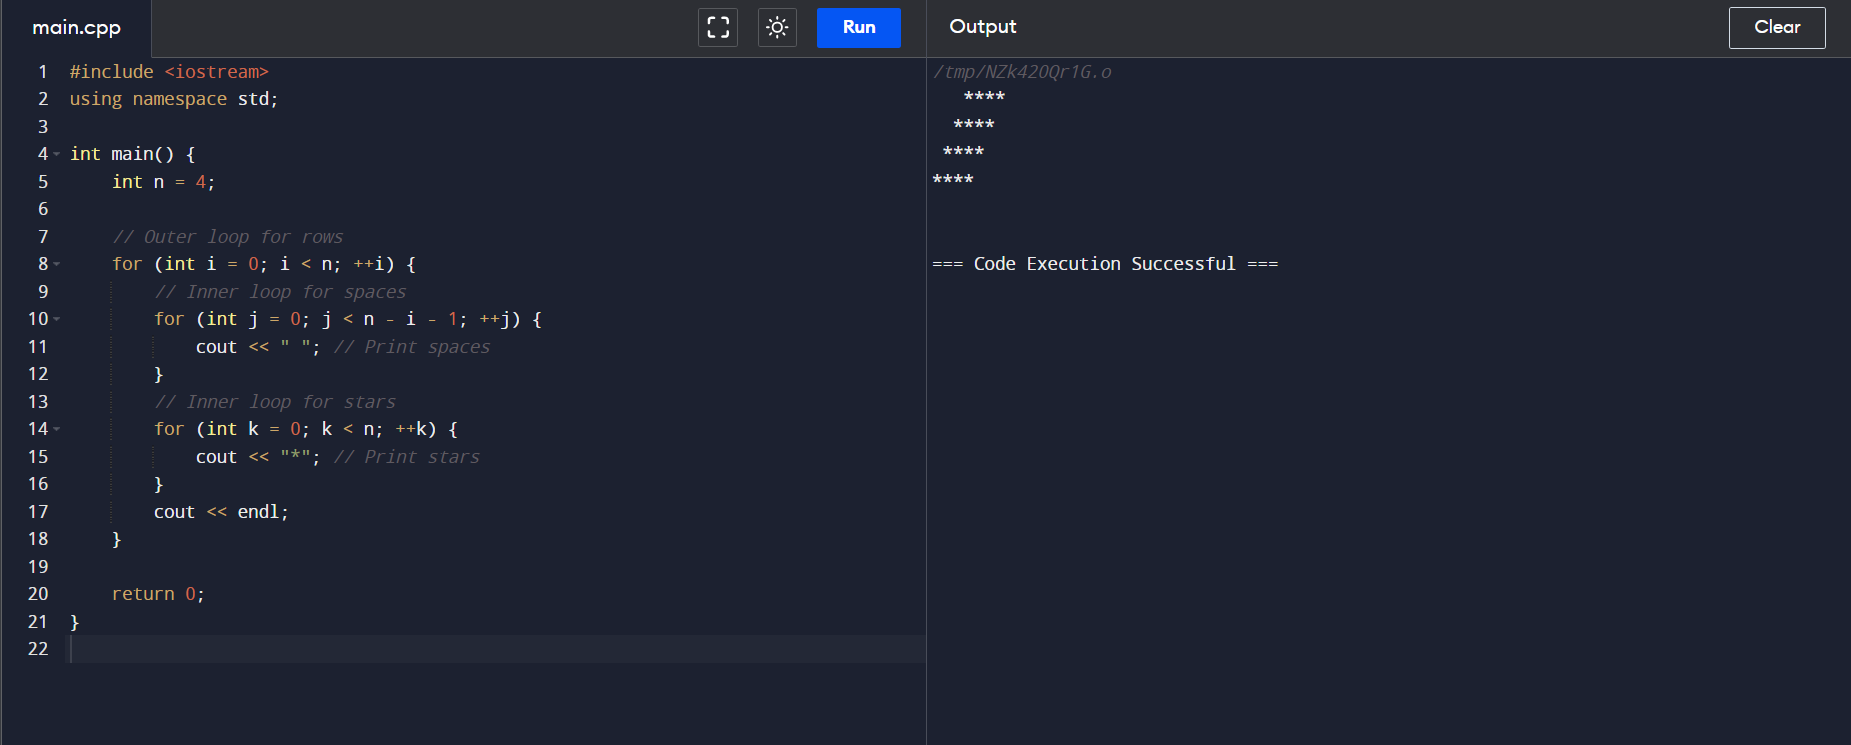 main.cpp
Run
Output
Clear
1 #include <iostream>
2 using namespace std;
3
4 int main() {
5     int n = 4;
6
7     // Outer loop for rows
8     for (int i = 0; i < n; ++i) {
9         // Inner loop for spaces
10         for (int j = 0; j < n - i - 1; ++j) {
11             cout << " "; // Print spaces
12         }
13         // Inner loop for stars
14         for (int k = 0; k < n; ++k) {
15             cout << "*"; // Print stars
16         }
17         cout << endl;
18     }
19
20     return 0;
21 }
22
/tmp/NZk42OQr1G.o
   ****
  ****
 ****
****
=== Code Execution Successful ===